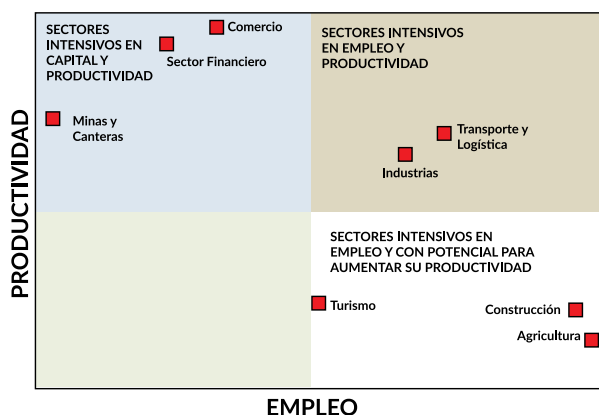 SECTORES
INTENSIVOS EN
CAPITAL Y
PRODUCTIVIDAD
Comercio
Sector Financiero
Minas y
Canteras
SECTORES INTENSIVOS
EN EMPLEO Y
PRODUCTIVIDAD
Transporte y
Logística
Industrias
SECTORES INTENSIVOS EN
EMPLEO Y CON POTENCIAL PARA
AUMENTAR SU PRODUCTIVIDAD
Turismo
Construcción
Agricultura
PRODUCTIVIDAD
EMPLEO